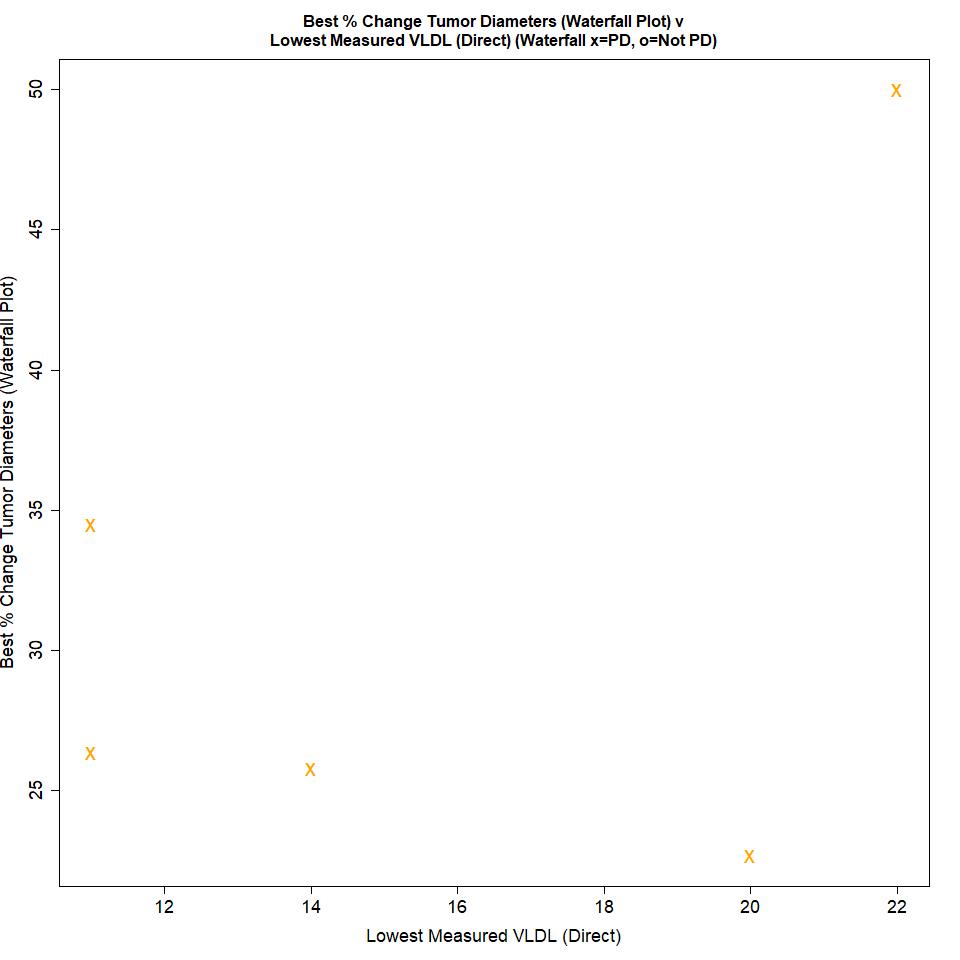 Best % Change Tumor Diameters (Waterfall Plot) v
Lowest Measured VLDL (Direct) (Waterfall x=PD, o=Not PD)
Best % Change Tumor Diameters (Waterfall Plot)
50
45
40
35
30
25
X
X
X
X
X
12
14
16
18
20
22
Lowest Measured VLDL (Direct)